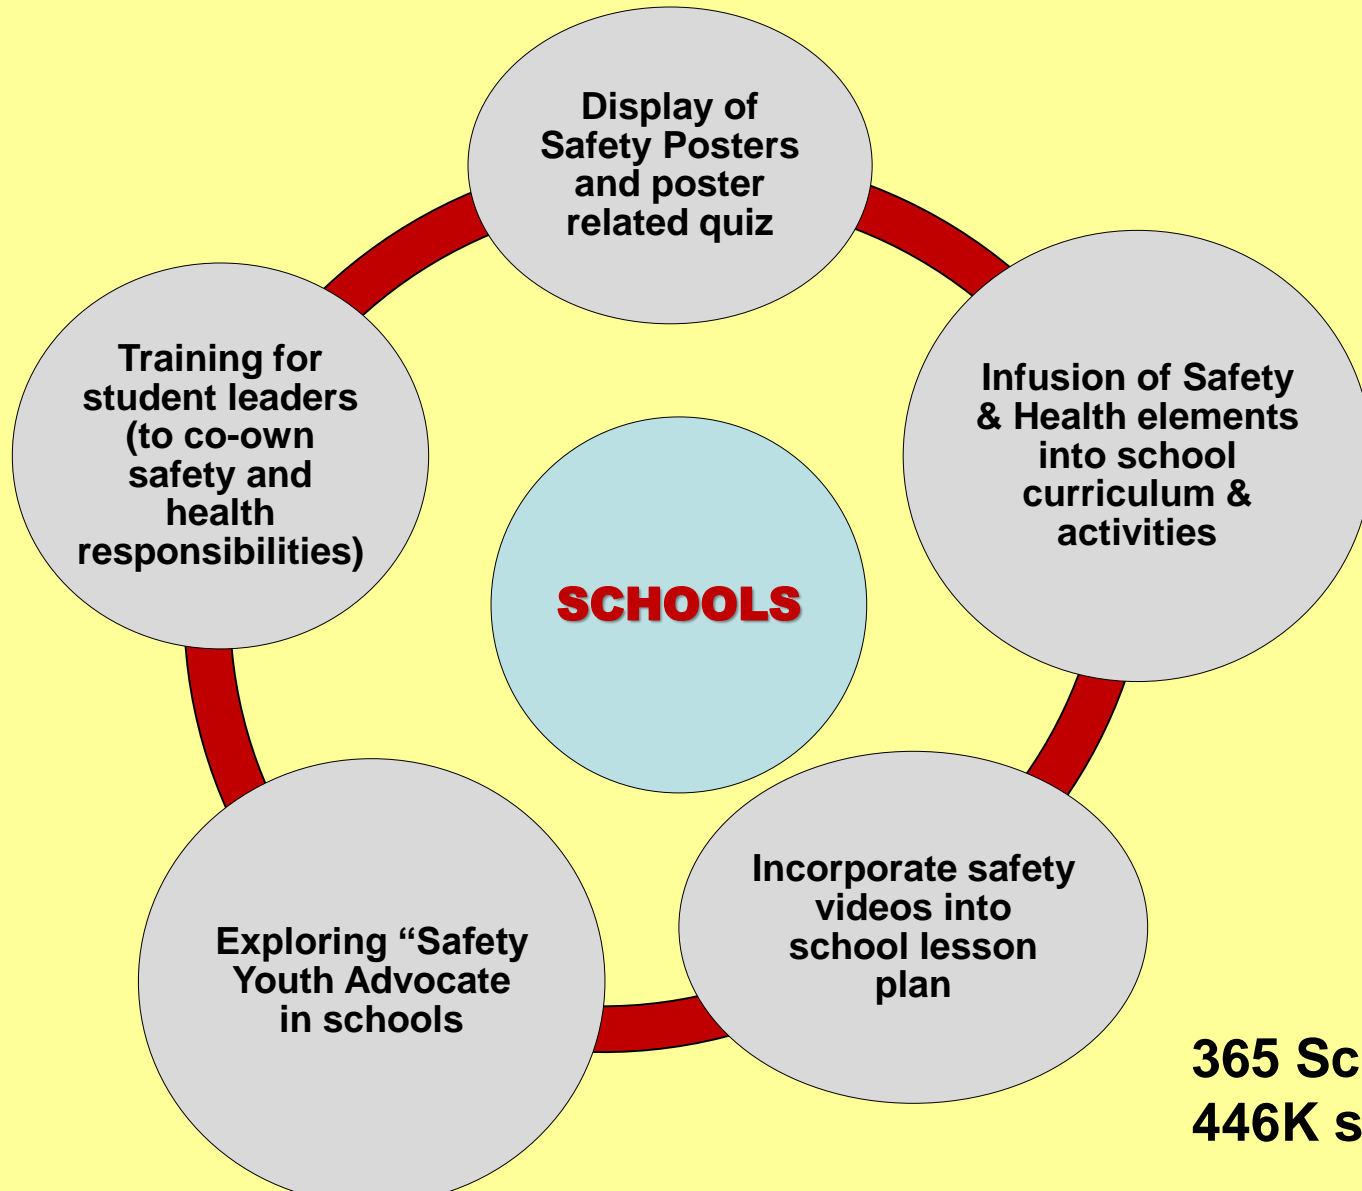 Display of
Safety Posters
and poster
related quiz
Infusion of Safety
& Health elements
into school
curriculum &
activities
Incorporate safety
videos into
school lesson
plan
Exploring “Safety
Youth Advocate
in schools
Training for
student leaders
(to co-own
safety and
health
responsibilities)
SCHOOLS
365
446K